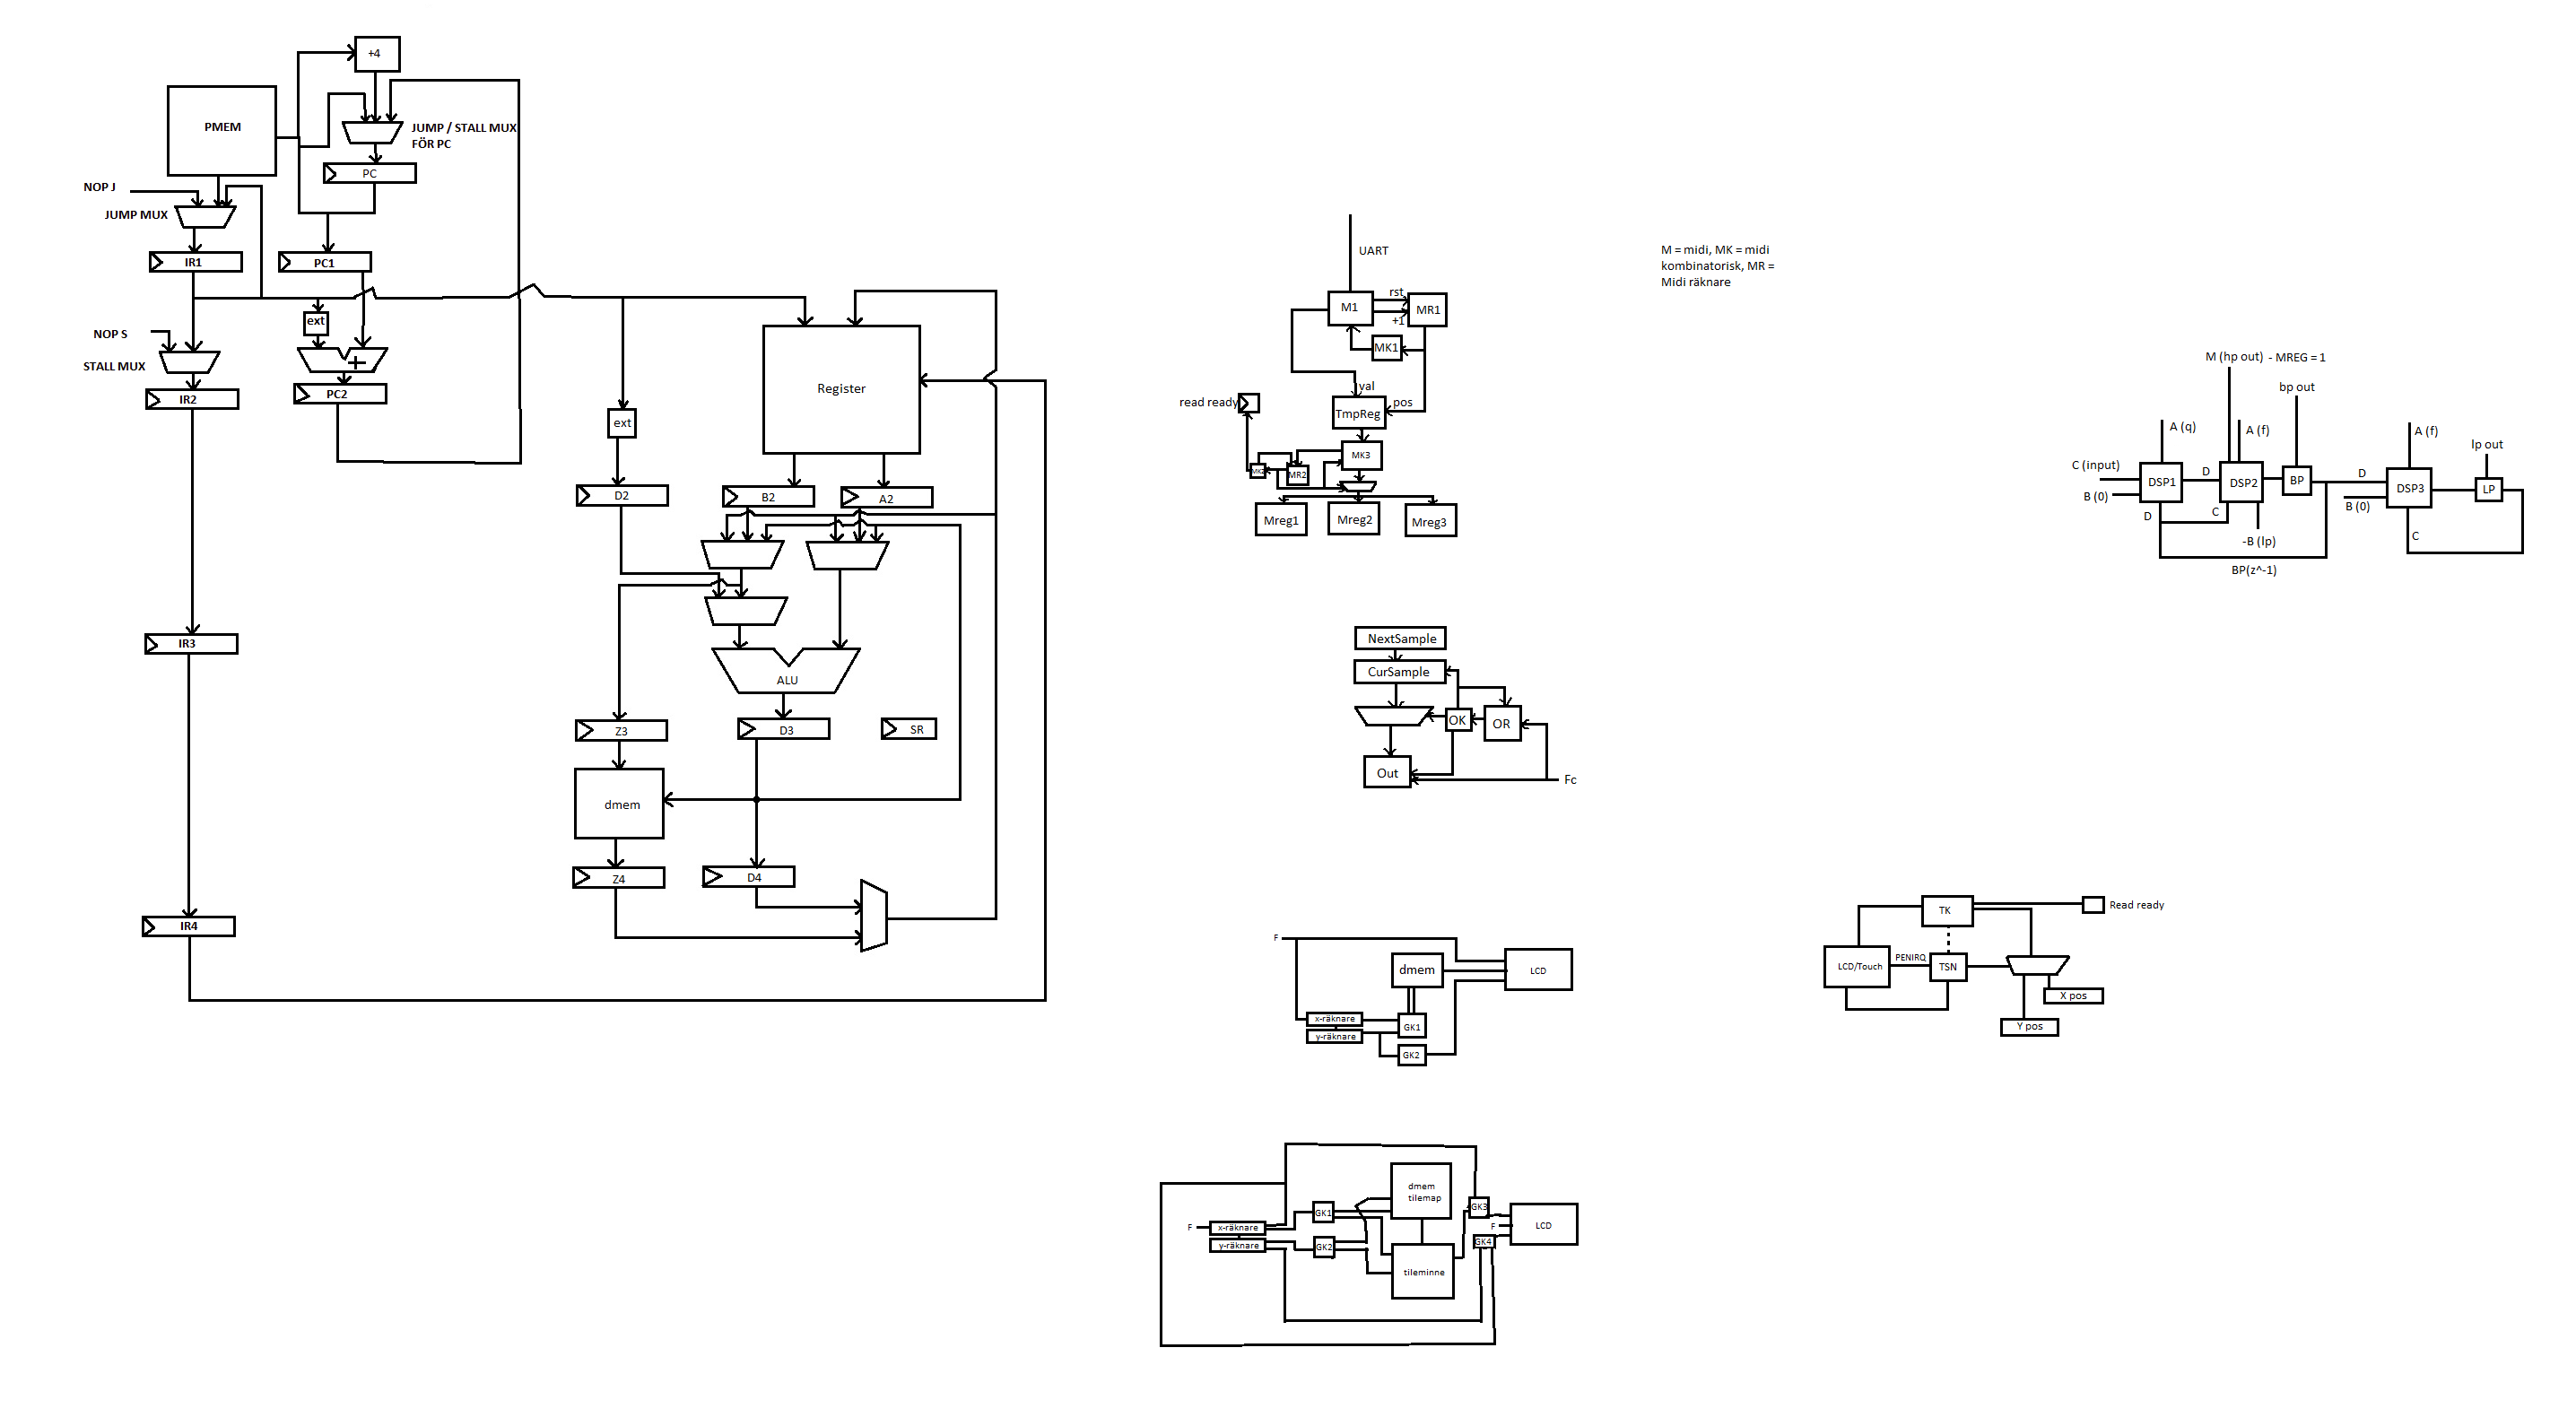 +4
PMEM
JUMP / STALL MUX
FÖR PC
PC
NOP J
JUMP MUX
IR1
PC1
ext
NOP S
STALL MUX
IR2
PC2
Register
ext
D2
B2
A2
IR3
ALU
Z3
D3
SR
dmem
Z4
D4
IR4
UART
M = midi, MK = midi
kombinatorisk, MR =
Midi räknare
M1
rst
+1
MR1
MK1
val
read ready
TmpReg
pos
MK3
MR2
Mreg1
Mreg2
Mreg3
M (hp out) - MREG = 1
bp out
A (q)
A (f)
A (f)
lp out
C (input)
B (0)
DSP1
D
DSP2
BP
D
B (0)
DSP3
LP
D
C
-B (lp)
C
BP(z^-1)
NextSample
CurSample
OK
OR
Out
Fc
F
dmem
LCD
x-räknare
y-räknare
GK1
GK2
TK
Read ready
LCD/Touch
PENIRQ
TSN
X pos
Y pos
dmem
tilemap
GK1
GK3
F
x-räknare
y-räknare
F
LCD
GK2
GK4
tileminne